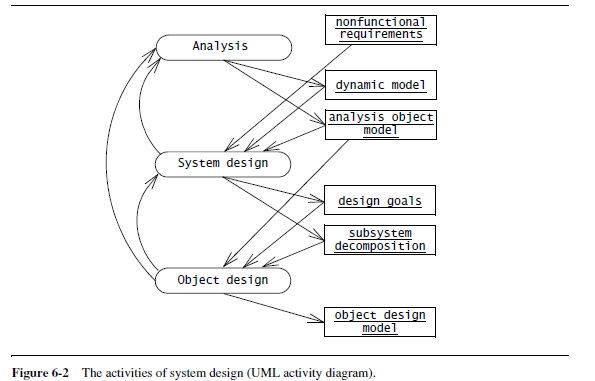 nonfunctional
requirements
Analysis
dynamic model
analysis object
model
System design
design goals
subsystem
decomposition
Object design
object design
model
Figure 6-2 The activities of system design (UML activity diagram).